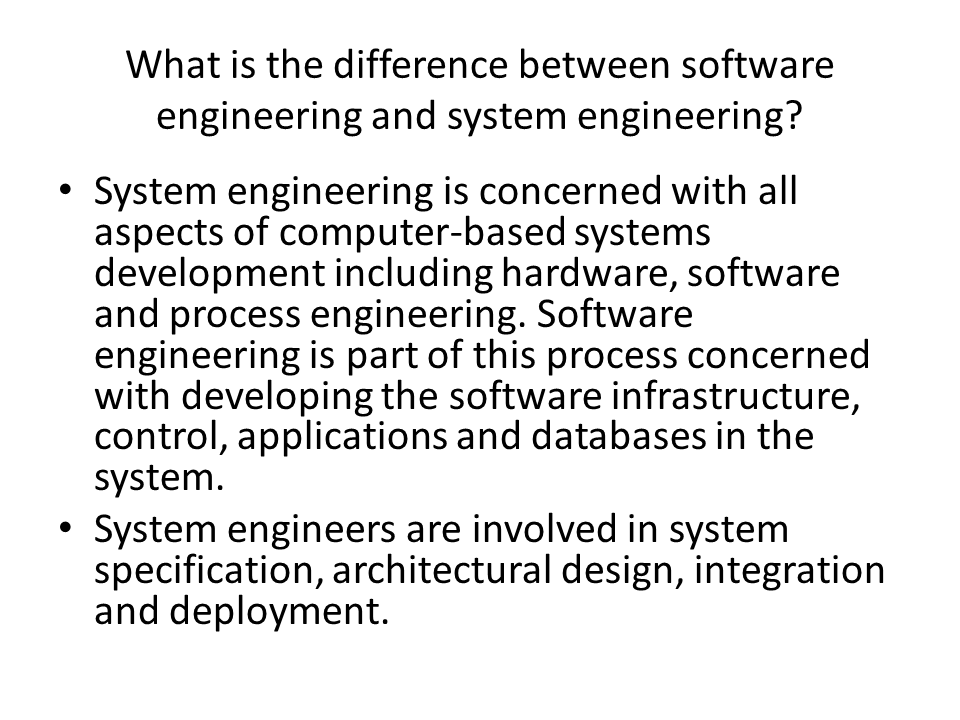 What is the difference between software
engineering and system engineering?
• System engineering is concerned with all
aspects of computer-based systems
development including hardware, software
and process engineering. Software
engineering is part of this process concerned
with developing the software infrastructure,
control, applications and databases in the
system.
• System engineers are involved in system
specification, architectural design, integration
and deployment.